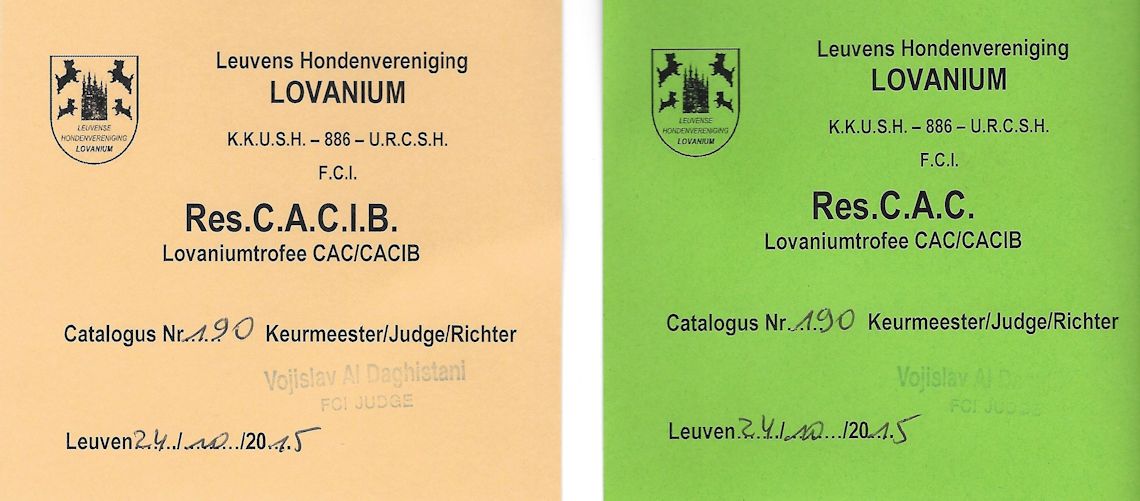 Leuvens Hondenvereniging
LOVANIUM
LEUVENSE
HONDENVERENIGING
LOVANIUM
K.K.U.S.H. – 886 – U.R.C.S.H.
F.C.I.
Res.C.A.C.I.B.
Lovaniumtrofee CAC/CACIB
Catalogus Nr. 190 Keurmeester/Judge/Richter
Vojislav Al Daghistani
FCI JUDGE
Leuven 24./.10.../2015
Leuvens Hondenvereniging
LOVANIUM
LEUVENSE
HONDENVERENIGING
LOVANIUM
K.K.U.S.H. – 886 – U.R.C.S.H.
F.C.I.
Res.C.A.C.
Lovaniumtrofee CAC/CACIB
Catalogus Nr. 190 Keurmeester/Judge/Richter
Vojislav Al
FCI JUDGE
Leuven 24./.10.../2015